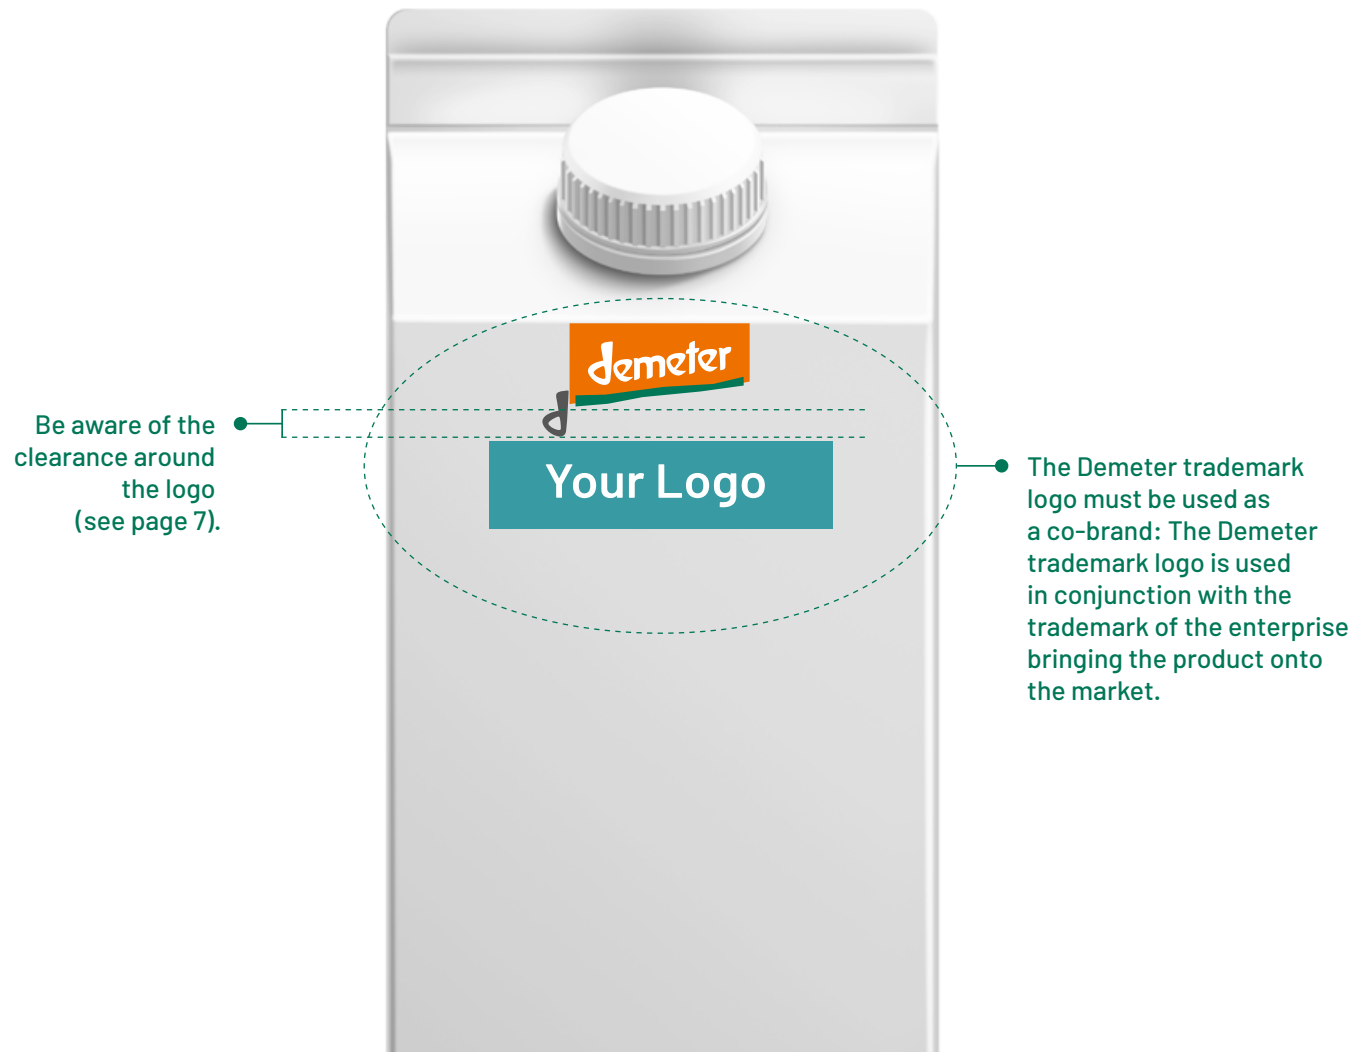 demeter
d
Your Logo
Be aware of the
clearance around
the logo
(see page 7).
The Demeter trademark
logo must be used as
a co-brand: The Demeter
trademark logo is used
in conjunction with the
trademark of the enterprise
bringing the product onto
the market.